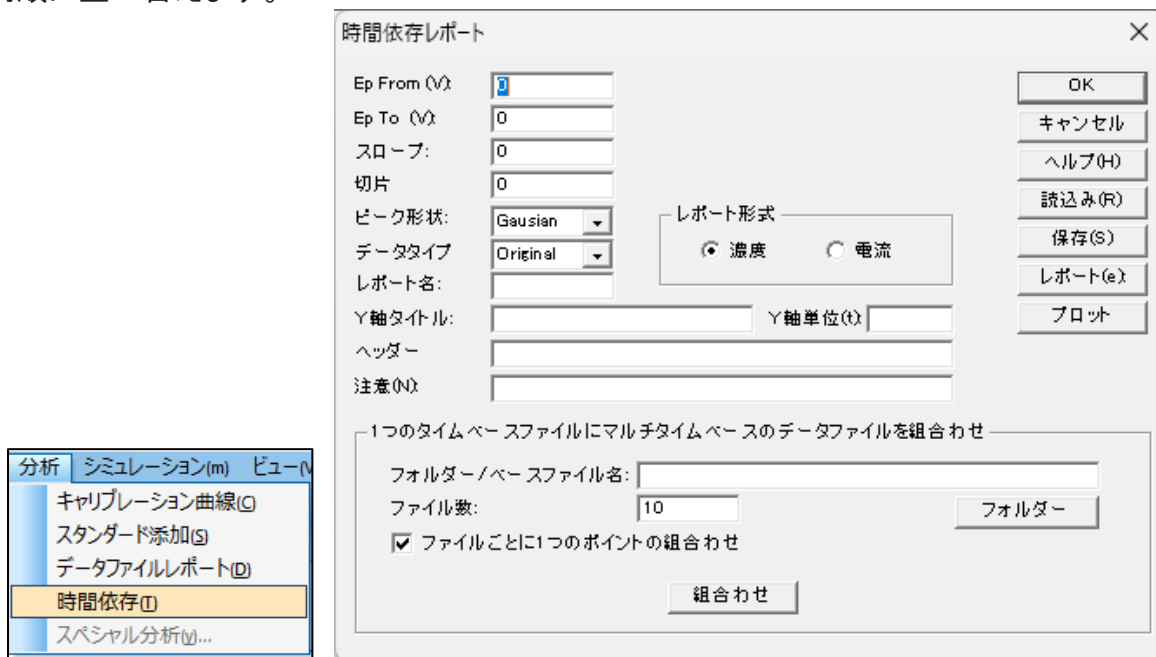 時間依存レポート
Ep From (V):
0
OK
Ep To (V):
0
キャンセル
スロープ:
0
ヘルプ(H)
切片
0
読込み(R)
ピーク形状:
Gausian
レポート形式
保存(S)
データタイプ
Original
濃度
電流
レポート(e):
レポート名:
Y軸タイトル:
Y軸単位(t):
プロット
ヘッダー
注意(N):
1つのタイムベースファイルにマルチタイムベースのデータファイルを組合わせ
フォルダー/ベースファイル名:
ファイル数:
10
フォルダー
ファイルごとに1つのポイントの組合わせ
組合わせ
分析 シミュレーション(m) ビュー(V
キャリブレーション曲線(C)
スタンダード添加(S)
データファイルレポート(D)
時間依存(T)
スペシャル分析(y)...